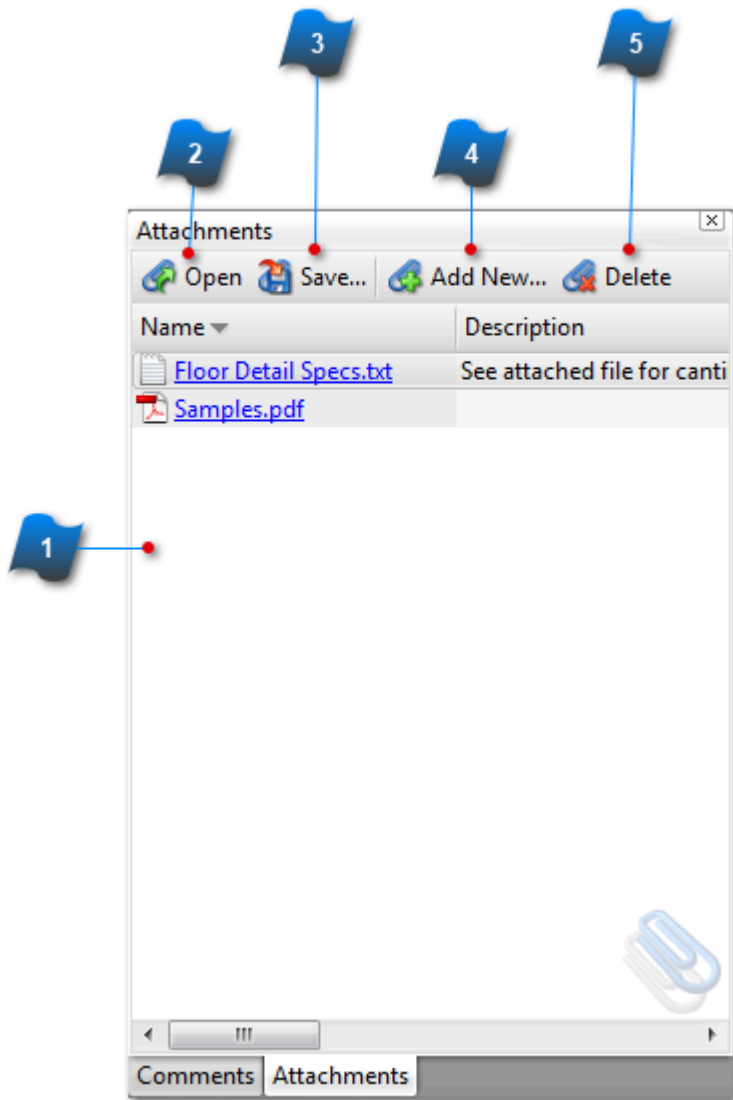 3
5
2
4
Attachments
Open Save... Add New... Delete
Name Description
Floor Detail Specs.txt See attached file for canti
Samples.pdf
1
Comments Attachments